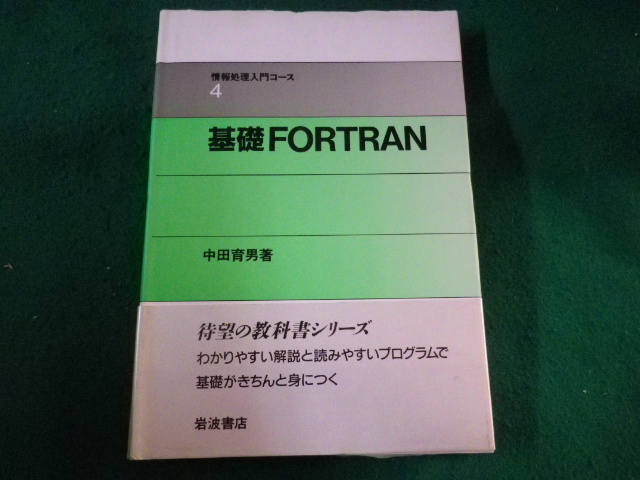 情報処理入門コース
4
基礎FORTRAN
中田育男著
待望の教科書シリーズ
わかりやすい解説と読みやすいプログラムで
基礎がきちんと身につく
岩波書店